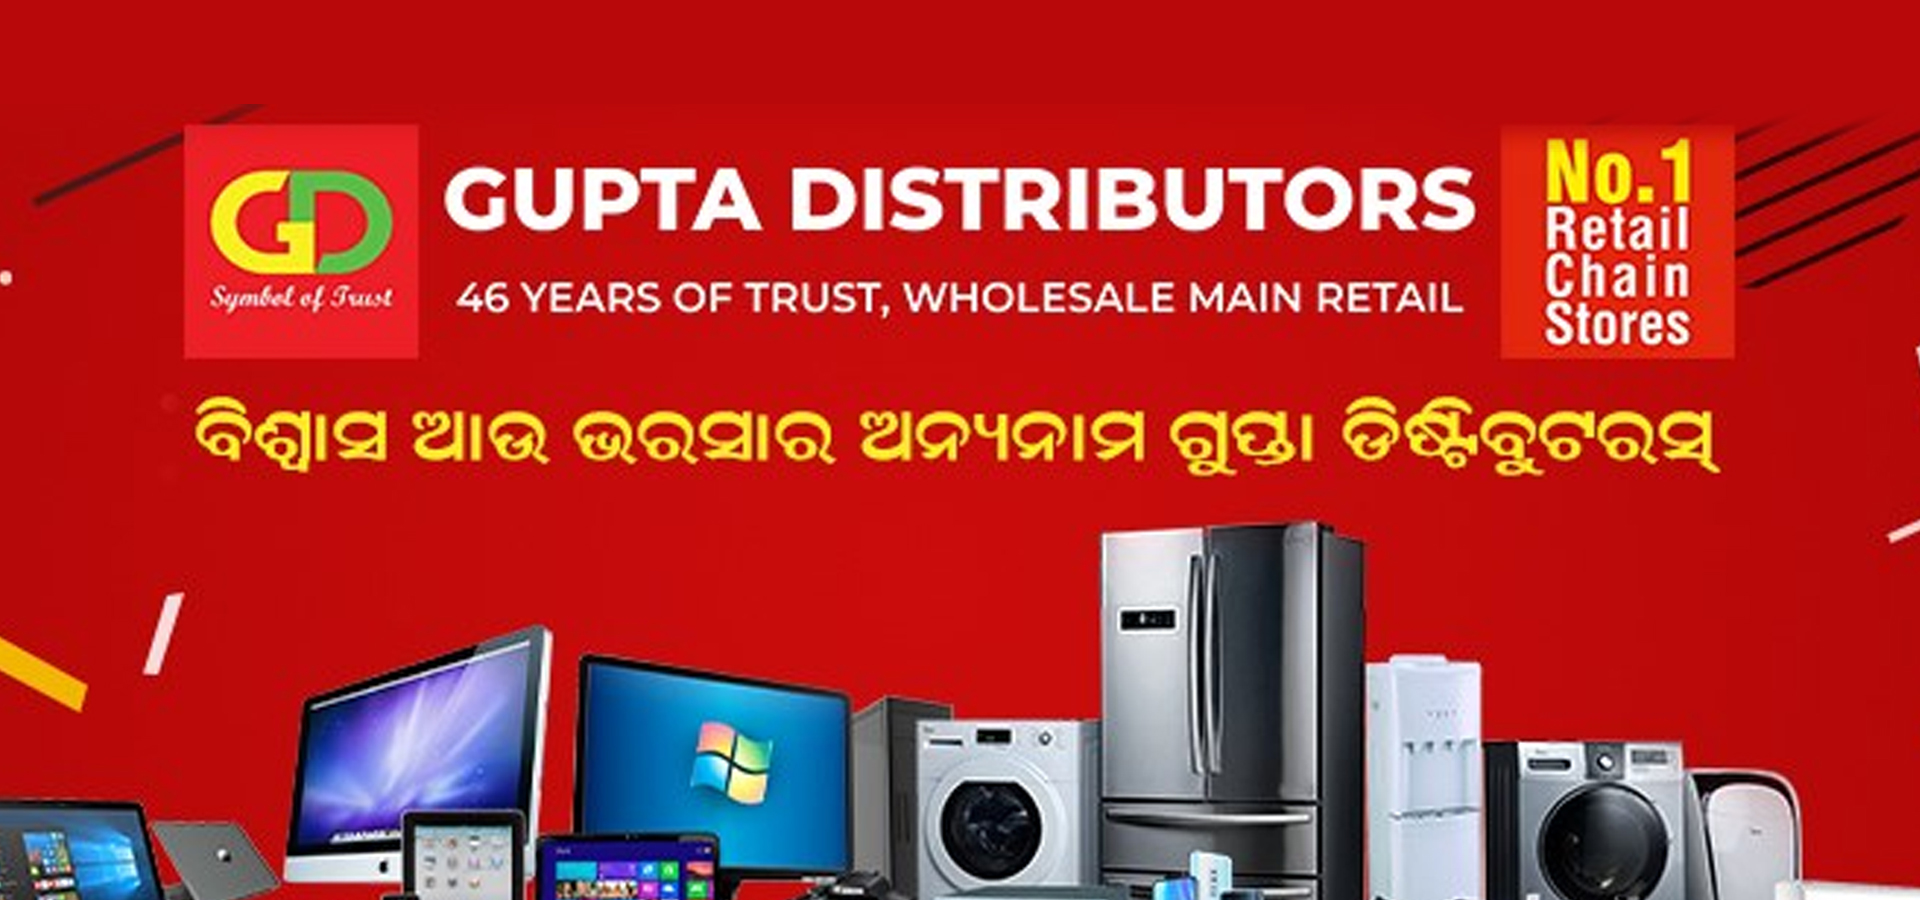 GD
Symbol of Trust
GUPTA DISTRIBUTORS
46 YEARS OF TRUST, WHOLESALE MAIN RETAIL
No.1
Retail
Chain
Stores
ବିଶ୍ୱାସ ଆଉ ଭରସାର ଅନ୍ୟନାମ ଗୁପ୍ତା ଡିଷ୍ଟ୍ରିବୁଟରସ୍